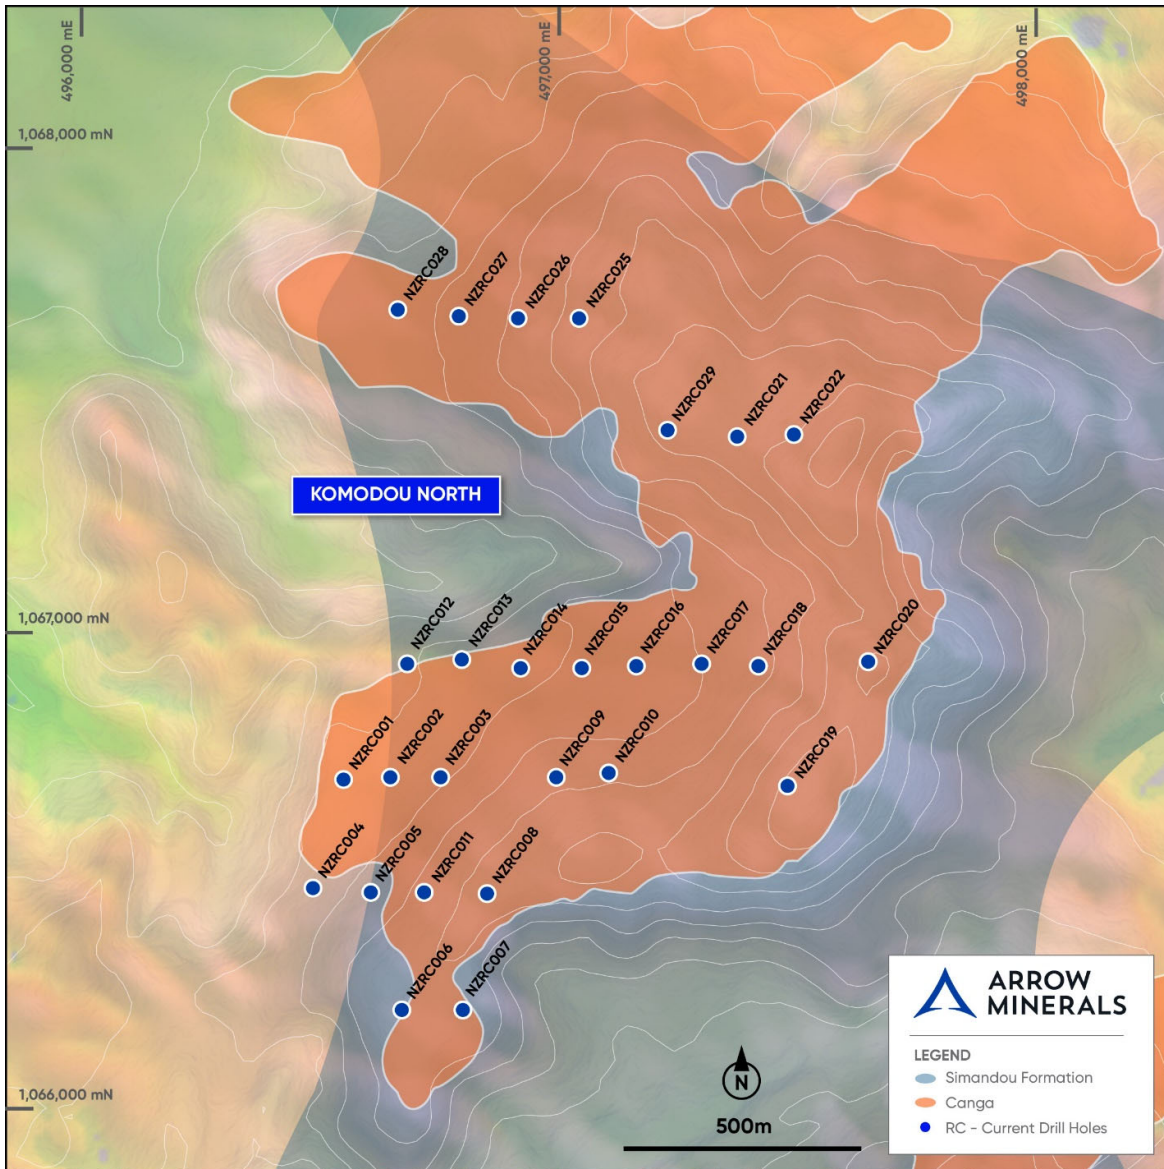 496,000 mE
497,000 mE
498,000 mE
1,068,000 mN
NZRC028
NZRC027
NZRC026
NZRC025
NZRC029
NZRC021
NZRC022
KOMODOU NORTH
1,067,000 mN
NZRC012
NZRC013
NZRC014
NZRC015
NZRC016
NZRC017
NZRC018
NZRC020
NZRC001
NZRC002
NZRC003
NZRC009
NZRC010
NZRC019
NZRC004
NZRC005
NZRC011
NZRC008
NZRC006
NZRC007
1,066,000 mN
N
500m
ARROW
MINERALS
LEGEND
Simandou Formation
Canga
RC - Current Drill Holes